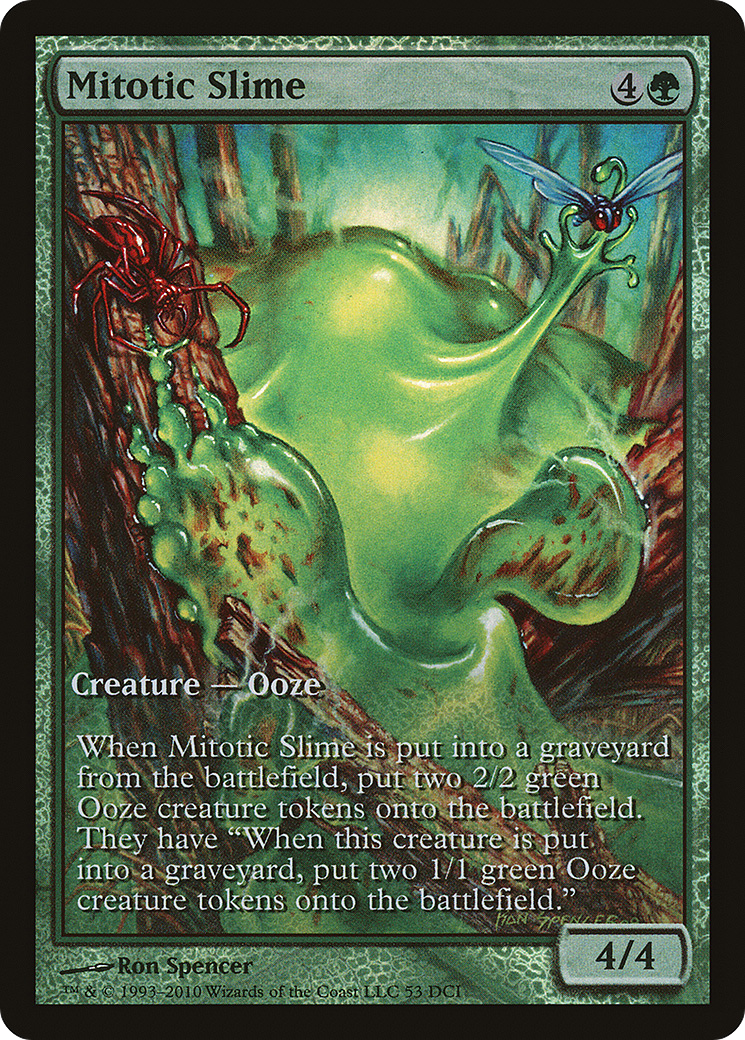 Mitotic Slime 4
Creature — Ooze
When Mitotic Slime is put into a graveyard
from the battlefield, put two 2/2 green
Ooze creature tokens onto the battlefield.
They have “When this creature is put
into a graveyard, put two 1/1 green Ooze
creature tokens onto the battlefield.”
RON SPENCER
4/4
Ron Spencer
™ & © 1993–2010 Wizards of the Coast LLC 53 DCI